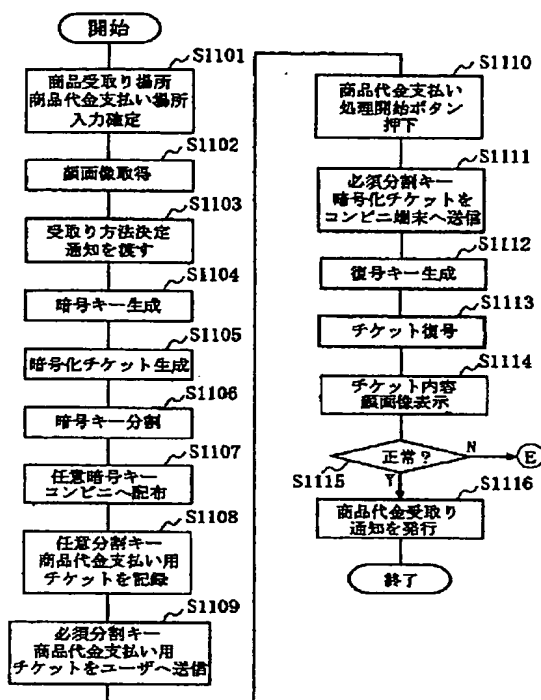 開始
S1101
商品受取り場所
商品代金支払い場所
入力確定
S1102
顔画像取得
S1103
受取り方法決定
通知を渡す
S1104
暗号キー生成
S1105
暗号化チケット生成
S1106
暗号キー分割
S1107
任意暗号キー
コンビニへ配布
S1108
任意分割キー
商品代金支払い用
チケットを記録
S1109
必須分割キー
商品代金支払い用
チケットをユーザへ送信
S1110
商品代金支払い
処理開始ボタン
押下
S1111
必須分割キー
暗号化チケットを
コンビニ端末へ送信
S1112
復号キー生成
S1113
チケット復号
S1114
チケット内容
顔画像表示
正常?
N
E
S1115
Y
S1116
商品代金受取り
通知を発行
終了